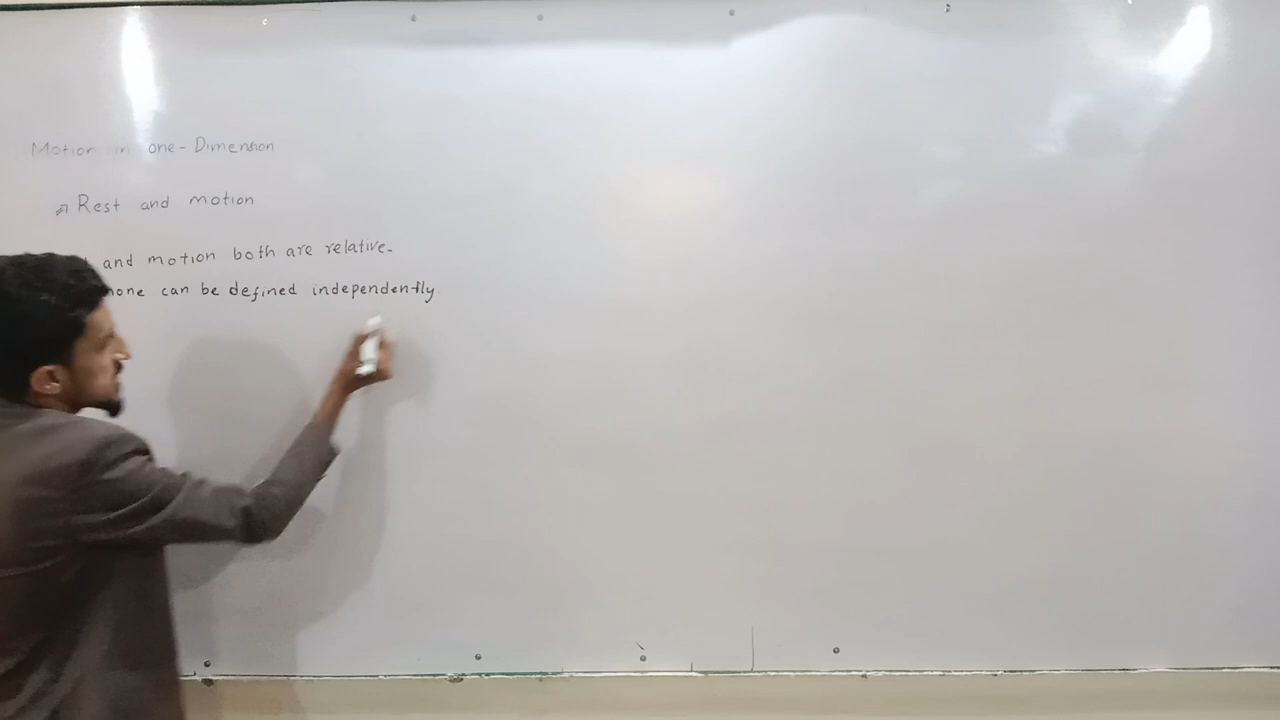 Motion in one-Dimension
⇒ Rest and motion
and motion both are relative.
none can be defined independently.